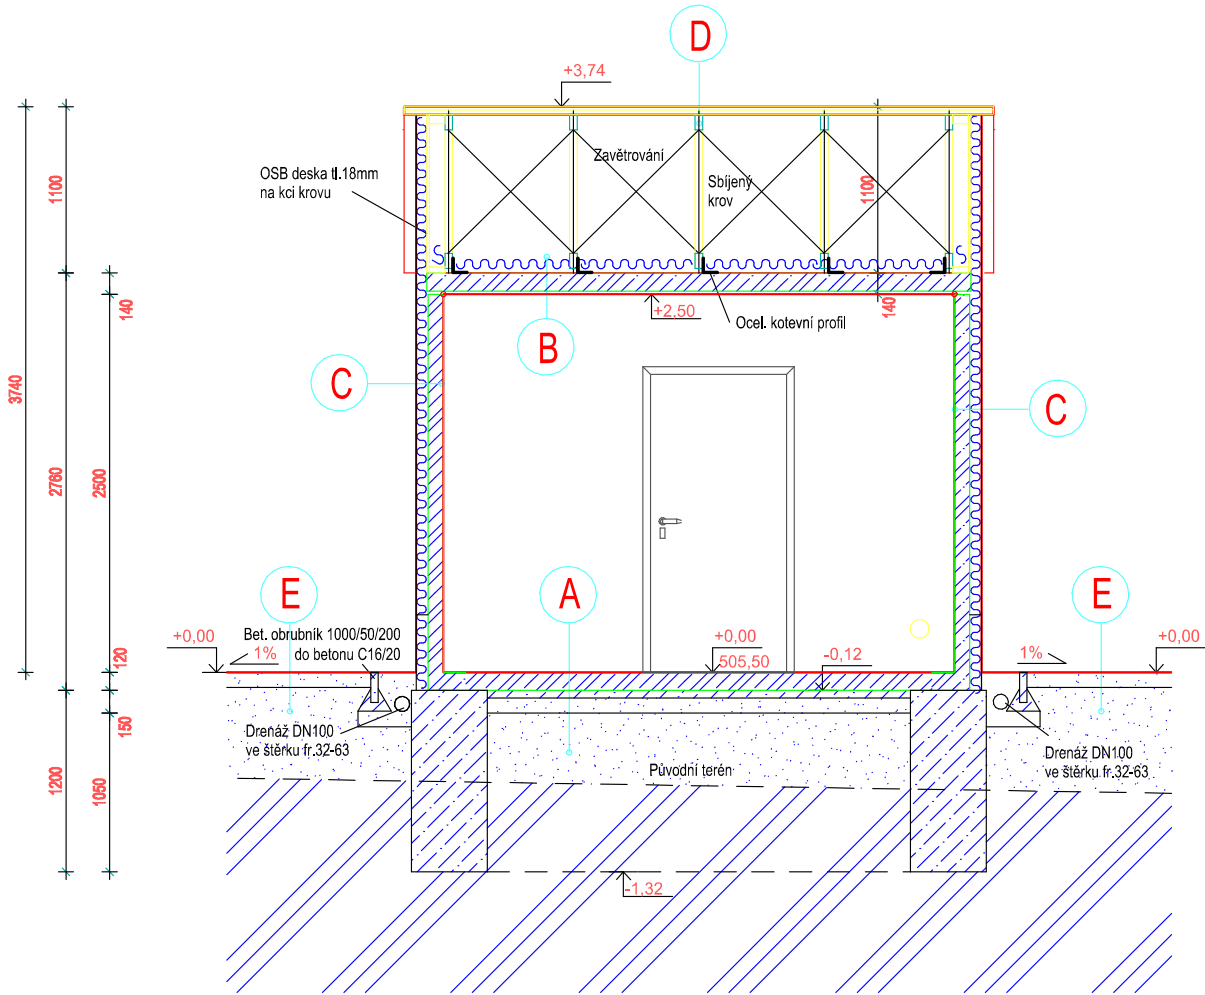 D
+3,74
Zavětrování
OSB deska tl.18mm
na kci krovu
Sbíjený
krov
1100
1100
140
140
+2,50
Ocel. kotevní profil
B
C
C
3740
2760
2500
E
A
E
+0,00
Bet. obrubník 1000/50/200
do betonu C16/20
1%
+0,00
505,50
-0,12
1%
+0,00
120
150
Drenáž DN100
ve štěrku fr.32-63
Původní terén
Drenáž DN100
ve štěrku fr.32-63
1200
1050
-1,32